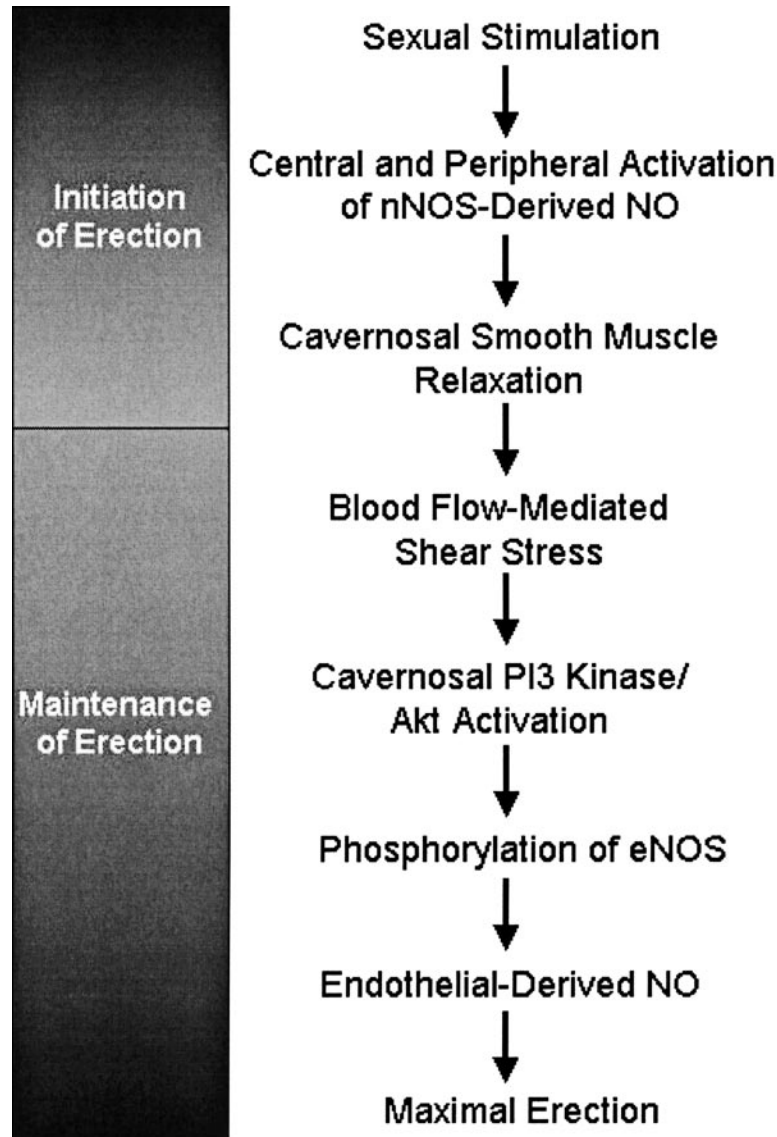 Initiation
of Erection
Maintenance
of Erection
Sexual Stimulation
Central and Peripheral Activation
of nNOS-Derived NO
Cavernosal Smooth Muscle
Relaxation
Blood Flow-Mediated
Shear Stress
Cavernosal PI3 Kinase/
Akt Activation
Phosphorylation of eNOS
Endothelial-Derived NO
Maximal Erection